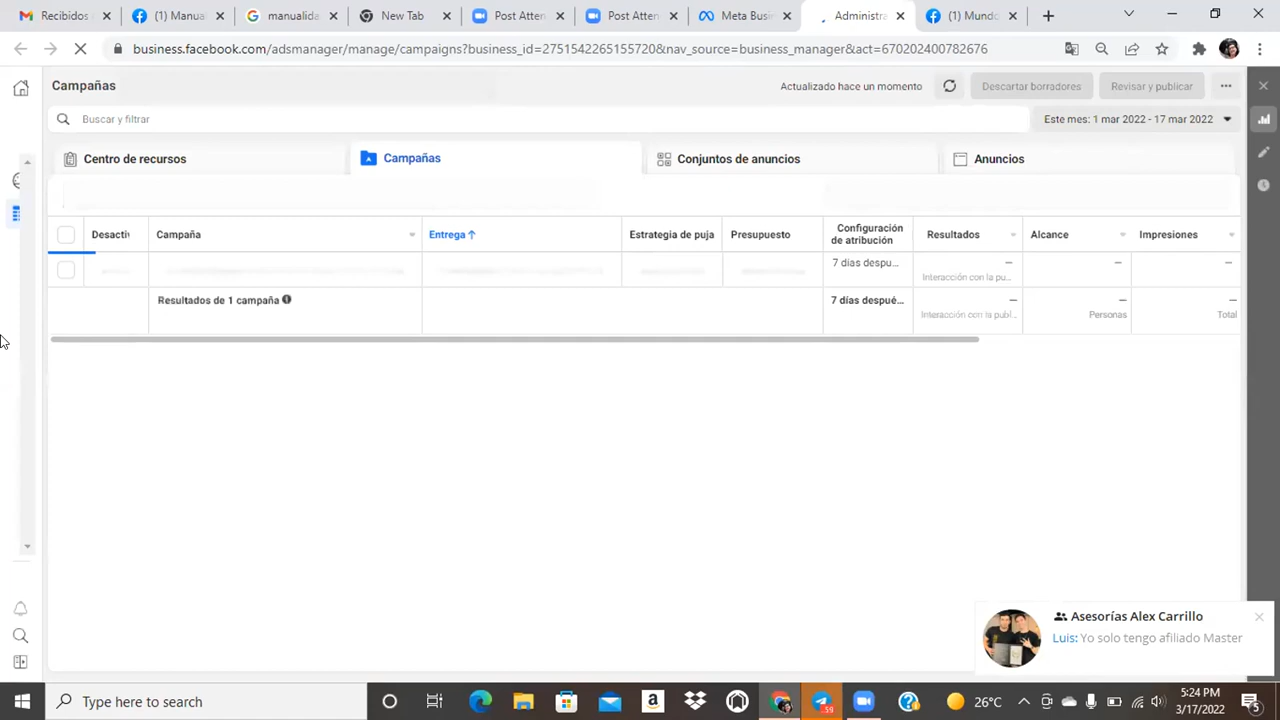 Recibidos
(1) Manua
manualida
New Tab
Post Atten
Post Atten
Meta Busi
Administra
(1) Mundo
business.facebook.com/adsmanager/manage/campaigns?business_id=2751542265155720&nav_source=business_manager&act=670202400782676
Campañas
Actualizado hace un momento
Descartar borradores
Revisar y publicar
Buscar y filtrar
Este mes: 1 mar 2022 - 17 mar 2022
Centro de recursos
Campañas
Conjuntos de anuncios
Anuncios
Desactiv
Campaña
Entrega
Estrategia de puja
Presupuesto
Configuración
de atribución
Resultados
Alcance
Impresiones
7 días despu...
—
—
—
Interacción con la pu...
Resultados de 1 campaña
7 días despué...
—
—
—
Interacción con la publ...
Personas
Total
Asesorías Alex Carrillo
Luis: Yo solo tengo afiliado Master
Type here to search
59
26°C
5:24 PM
3/17/2022
5